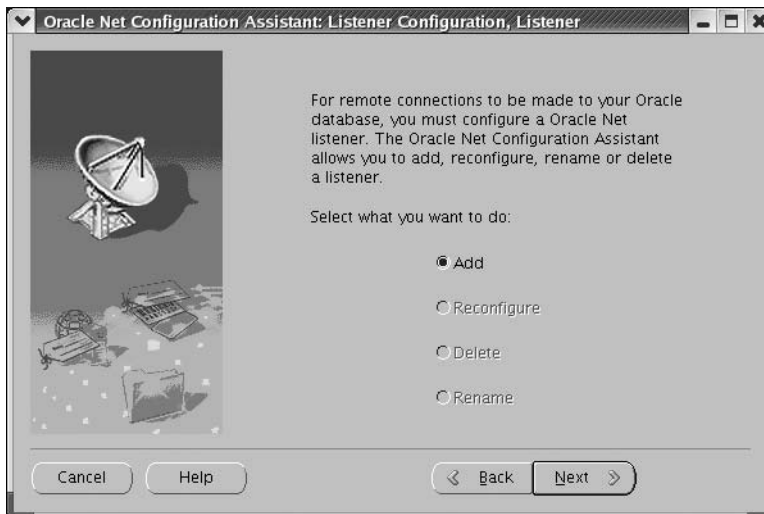 Oracle Net Configuration Assistant: Listener Configuration, Listener
For remote connections to be made to your Oracle
database, you must configure a Oracle Net
listener. The Oracle Net Configuration Assistant
allows you to add, reconfigure, rename or delete
a listener.
Select what you want to do:
Add
Reconfigure
Delete
Rename
Cancel
Help
Back
Next